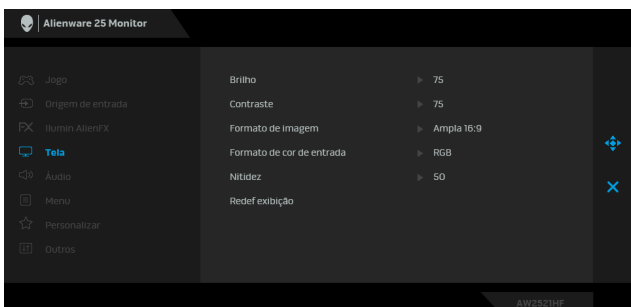 Alienware 25 Monitor
Jogo
Origem de entrada
Ilumin AlienFX
Tela
Áudio
Menu
Personalizar
Outros
Brilho 75
Contraste 75
Formato de imagem Ampla 16:9
Formato de cor de entrada RGB
Nitidez 50
Redef exibição
AW2521HF